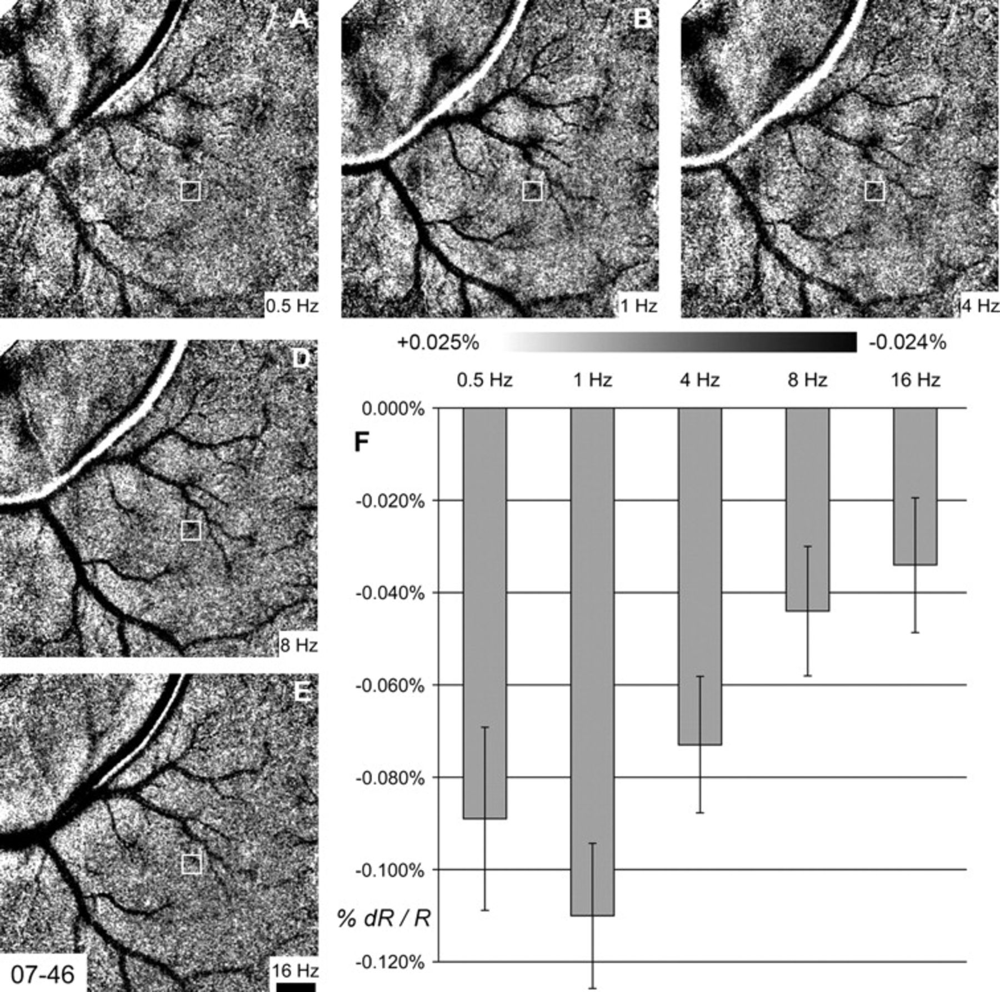 A
B
C
0.5 Hz
1 Hz
4 Hz
+0.025%
-0.024%
D
0.5 Hz 1 Hz 4 Hz 8 Hz 16 Hz
0.000%
F
-0.020%
-0.040%
8 Hz
-0.060%
E
-0.080%
-0.100%
% dR / R
-0.120%
07-46
16 Hz